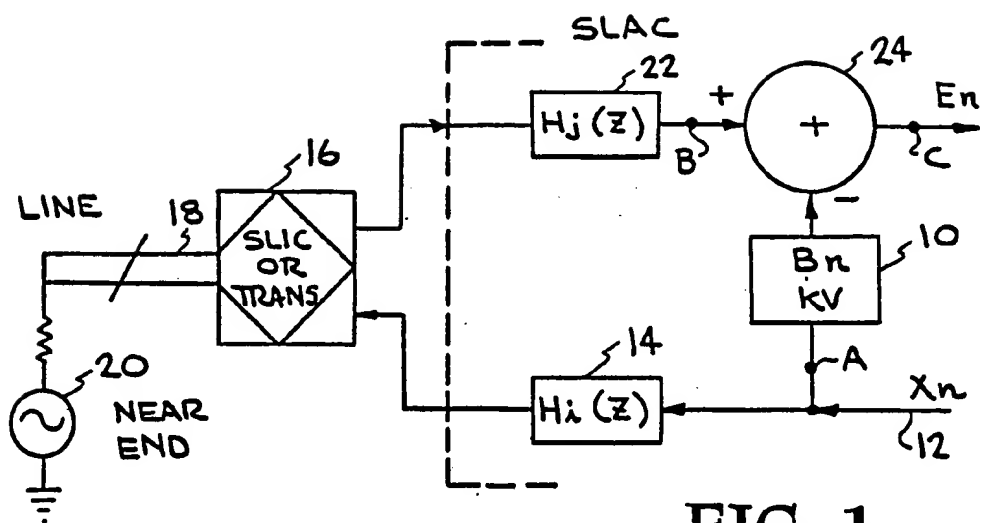 SLAC
22
24
Hj (Z)
+
+
En
B
C
16
LINE
18
SLIC
OR
TRANS
-
10
Bn
kV
20
NEAR
END
14
Hi (Z)
A
Xn
12
FIG. 1